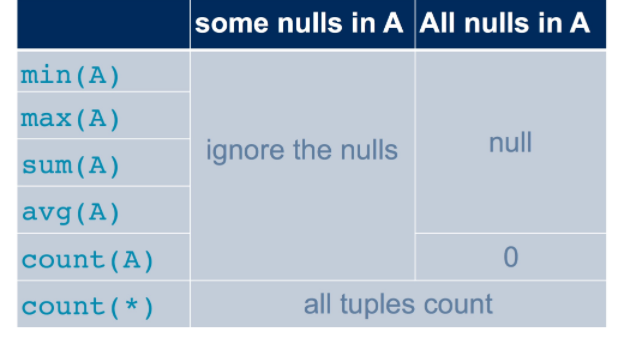 some nulls in A All nulls in A
min(A)
max(A)
ignore the nulls null
sum(A)
avg(A)
count(A) 0
count(*) all tuples count